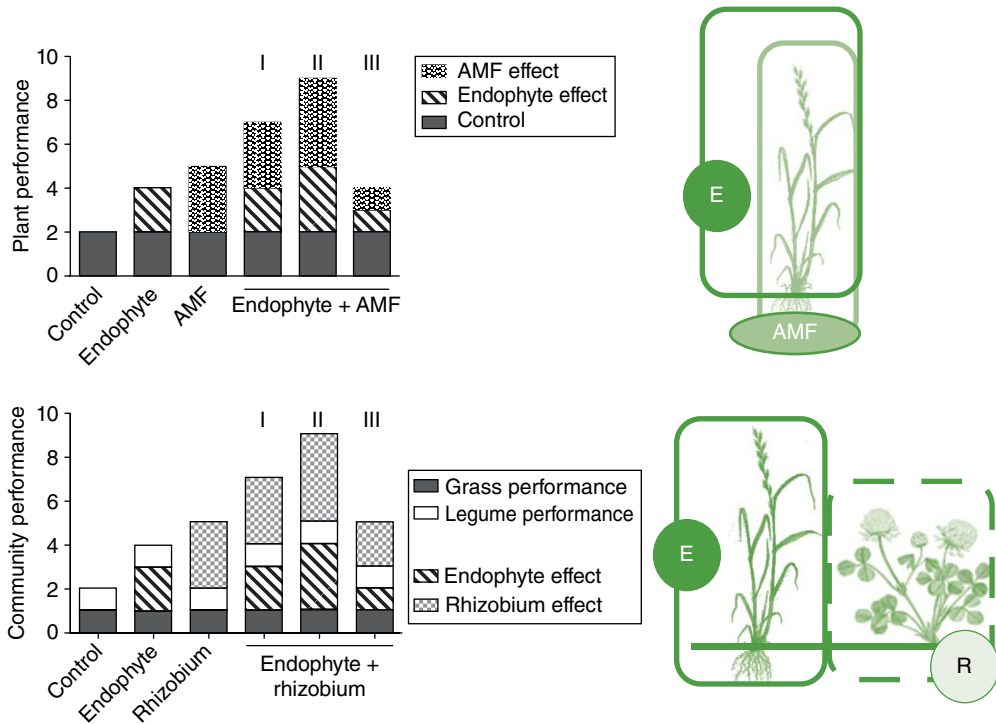 Plant performance
10
8
6
4
2
0
I II III
Control
Endophyte
AMF
Endophyte + AMF
AMF effect
Endophyte effect
Control
E
AMF
Community performance
10
8
6
4
2
0
I II III
Control
Endophyte
Rhizobium
Endophyte +
rhizobium
Grass performance
Legume performance
Endophyte effect
Rhizobium effect
E
R